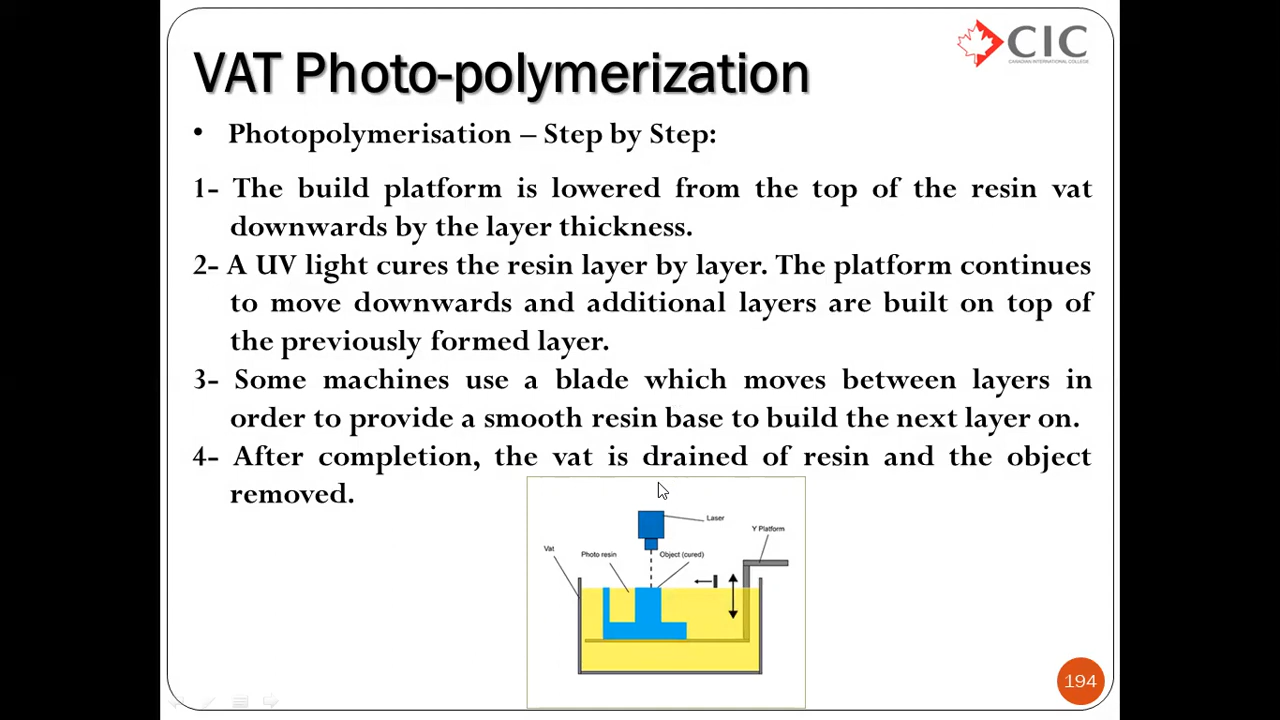 CIC
CANADIAN INTERNATIONAL COLLEGE
VAT Photo-polymerization
• Photopolymerisation – Step by Step:
1- The build platform is lowered from the top of the resin vat
downwards by the layer thickness.
2- A UV light cures the resin layer by layer. The platform continues
to move downwards and additional layers are built on top of
the previously formed layer.
3- Some machines use a blade which moves between layers in
order to provide a smooth resin base to build the next layer on.
4- After completion, the vat is drained of resin and the object
removed.
Laser
Y Platform
Vat
Photo resin
Object (cured)
194